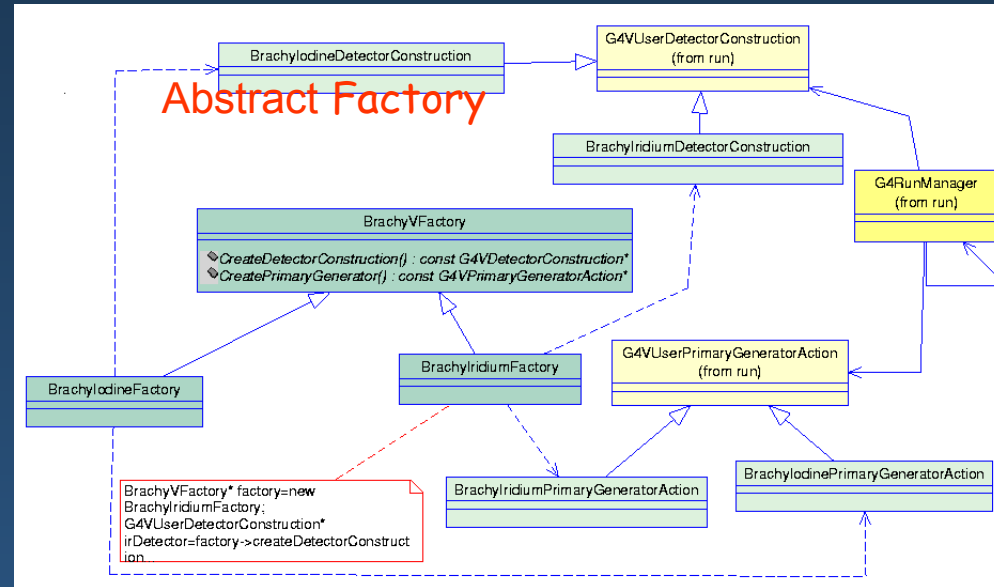 BrachyIodineDetectorConstruction
G4VUserDetectorConstruction
(from run)
Abstract Factory
BrachyIridiumDetectorConstruction
G4RunManager
(from run)
BrachyVFactory
CreateDetectorConstruction() : const G4VDetectorConstruction*
CreatePrimaryGenerator() : const G4VPrimaryGeneratorAction*
G4VUserPrimaryGeneratorAction
(from run)
BrachyIridiumFactory
BrachyIodineFactory
BrachyIodinePrimaryGeneratorAction
BrachyIridiumPrimaryGeneratorAction
BrachyVFactory* factory=new
BrachyIridiumFactory;
G4VUserDetectorConstruction*
irDetector=factory->createDetectorConstruct
ion...